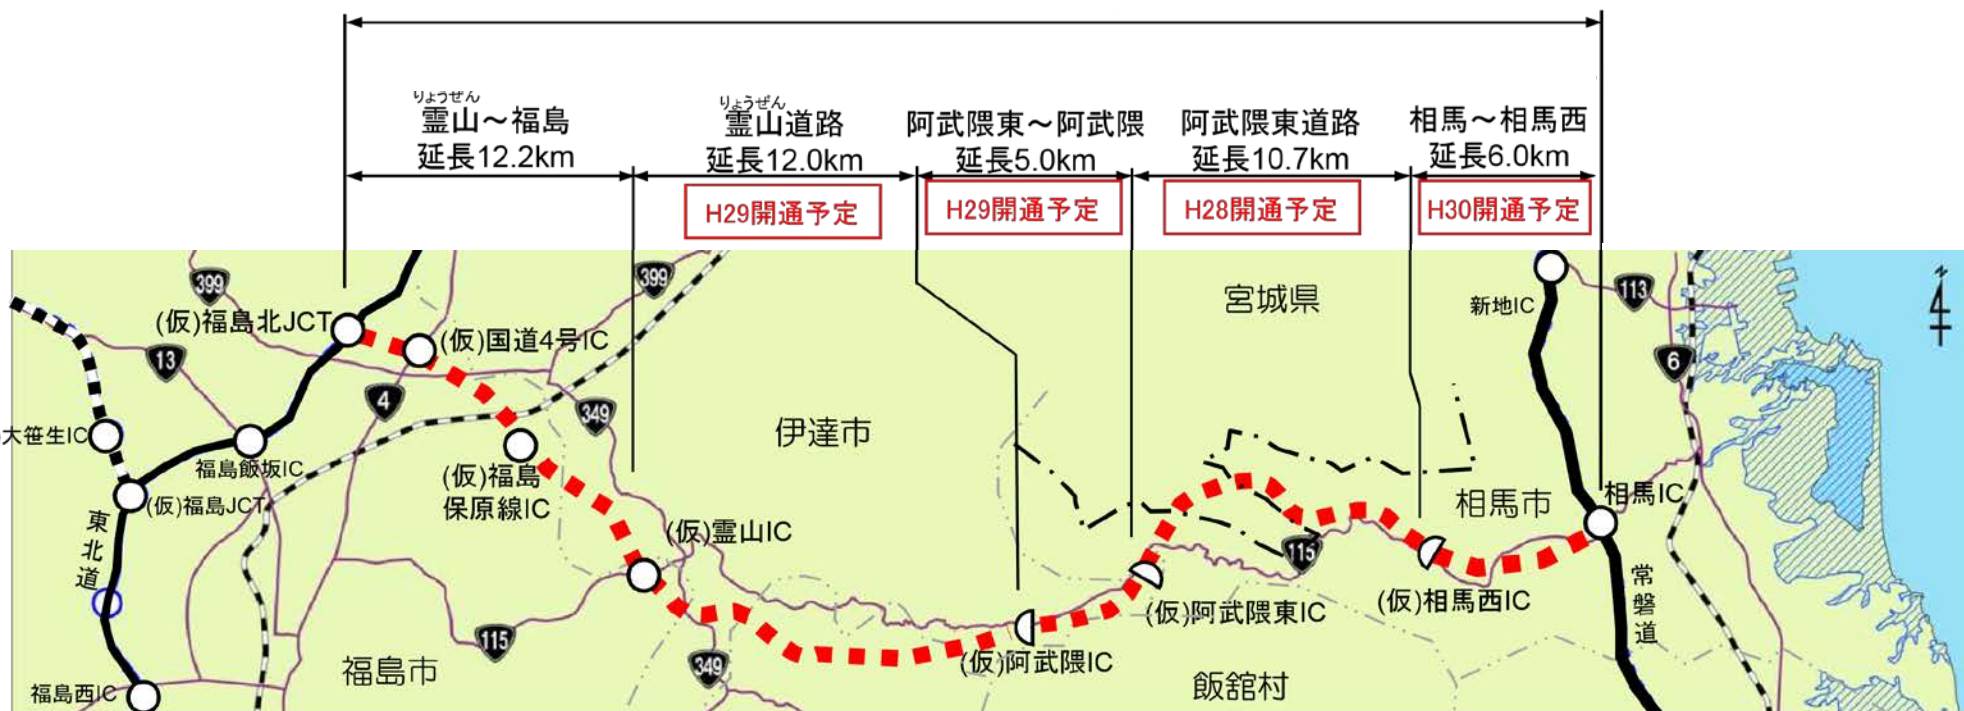 りょうぜん
霊山～福島
延長12.2km
りょうぜん
霊山道路
延長12.0km
H29開通予定
阿武隈東～阿武隈
延長5.0km
H29開通予定
阿武隈東道路
延長10.7km
H28開通予定
相馬～相馬西
延長6.0km
H30開通予定
399
399
宮城県
新地IC
113
(仮)福島北JCT
(仮)国道4号IC
13
4
6
349
伊達市
大笹生IC
福島飯坂IC
(仮)福島
保原線IC
(仮)福島JCT
相馬市
相馬IC
東北道
(仮)霊山IC
115
常磐道
(仮)相馬西IC
(仮)阿武隈東IC
115
349
(仮)阿武隈IC
福島市
飯舘村
福島西IC